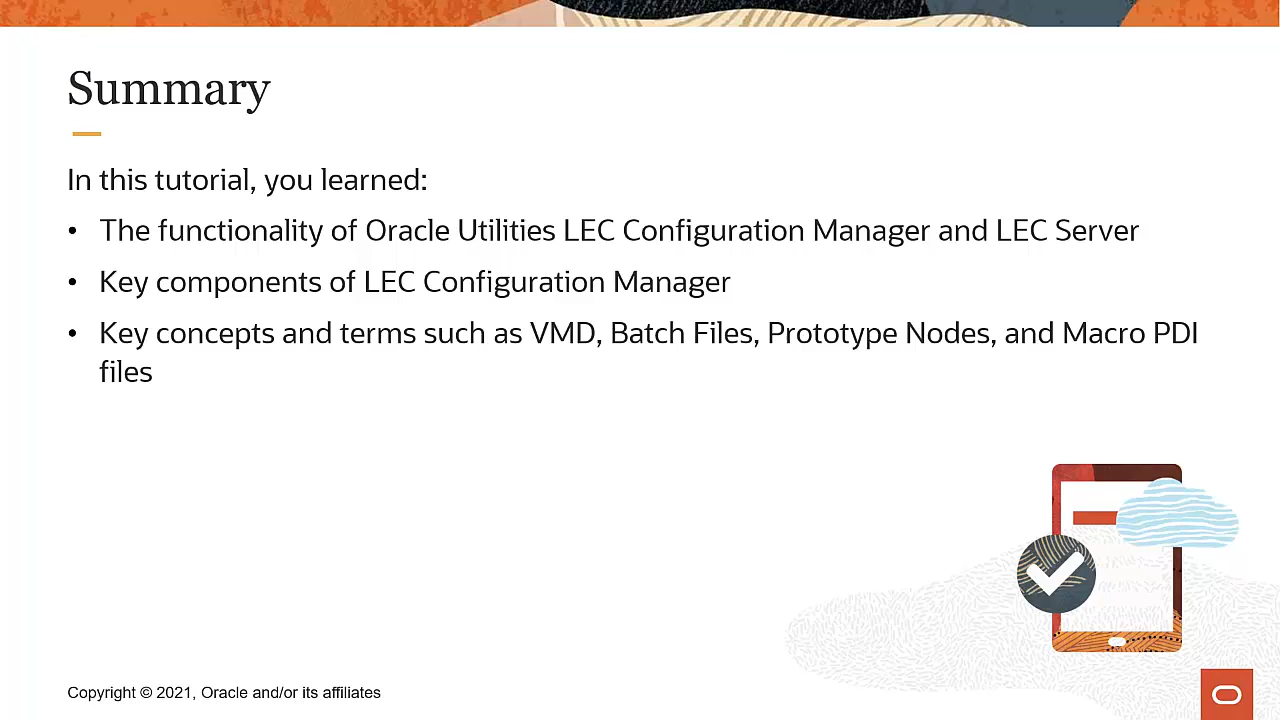 Summary
In this tutorial, you learned:
• The functionality of Oracle Utilities LEC Configuration Manager and LEC Server
• Key components of LEC Configuration Manager
• Key concepts and terms such as VMD, Batch Files, Prototype Nodes, and Macro PDI
files
Copyright © 2021, Oracle and/or its affiliates